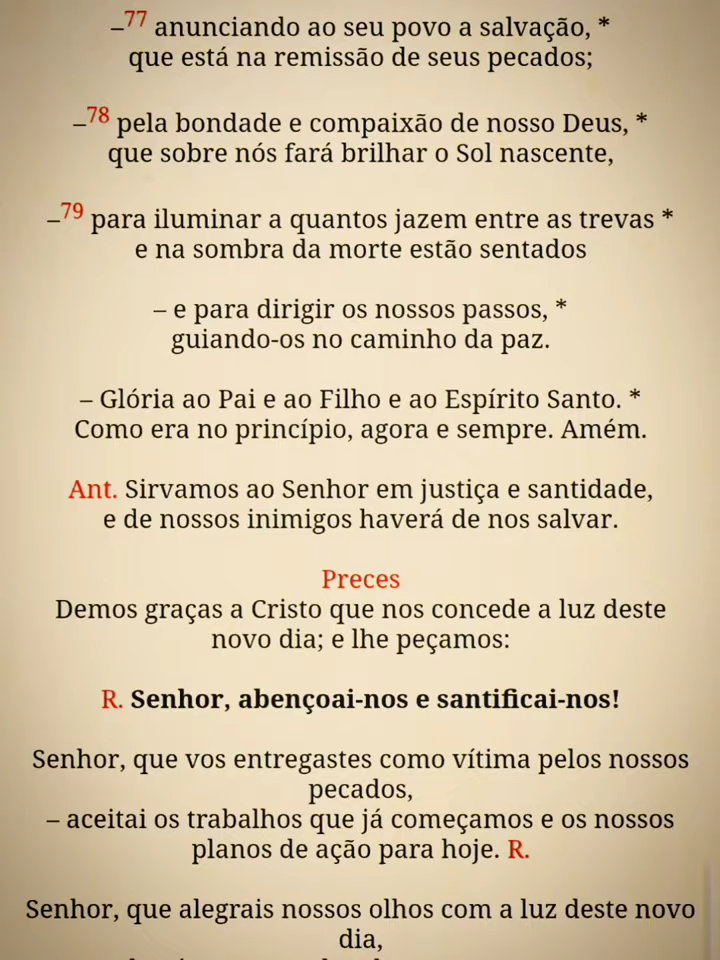 –77 anunciando ao seu povo a salvação, *
que está na remissão de seus pecados;
–78 pela bondade e compaixão de nosso Deus, *
que sobre nós fará brilhar o Sol nascente,
–79 para iluminar a quantos jazem entre as trevas *
e na sombra da morte estão sentados
– e para dirigir os nossos passos, *
guiando-os no caminho da paz.
– Glória ao Pai e ao Filho e ao Espírito Santo. *
Como era no princípio, agora e sempre. Amém.
Ant. Sirvamos ao Senhor em justiça e santidade,
e de nossos inimigos haverá de nos salvar.
Preces
Demos graças a Cristo que nos concede a luz deste
novo dia; e lhe peçamos:
R. Senhor, abençoai-nos e santificai-nos!
Senhor, que vos entregastes como vítima pelos nossos
pecados,
– aceitai os trabalhos que já começamos e os nossos
planos de ação para hoje. R.
Senhor, que alegrais nossos olhos com a luz deste novo
dia,